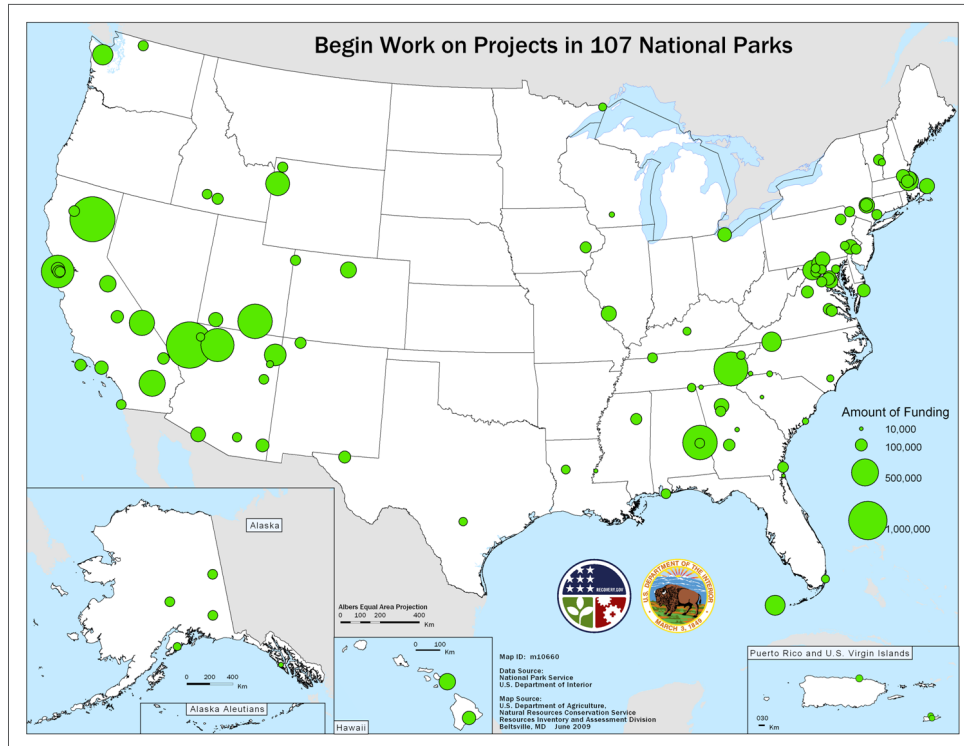 Begin Work on Projects in 107 National Parks
Amount of Funding
10,000
100,000
500,000
1,000,000
Alaska
0 200 400
Km
Alaska Aleutians
Albers Equal Area Projection
0 100 200 400
Km
0 100
Km
Hawaii
RECOVERY.GOV
U.S. DEPARTMENT OF THE INTERIOR
MARCH 3, 1849
Map ID: m10660
Data Source:
National Park Service
U.S. Department of Interior
Map Source:
U.S. Department of Agriculture,
Natural Resources Conservation Service
Resources Inventory and Assessment Division
Beltsville, MD June 2009
Puerto Rico and U.S. Virgin Islands
030
Km